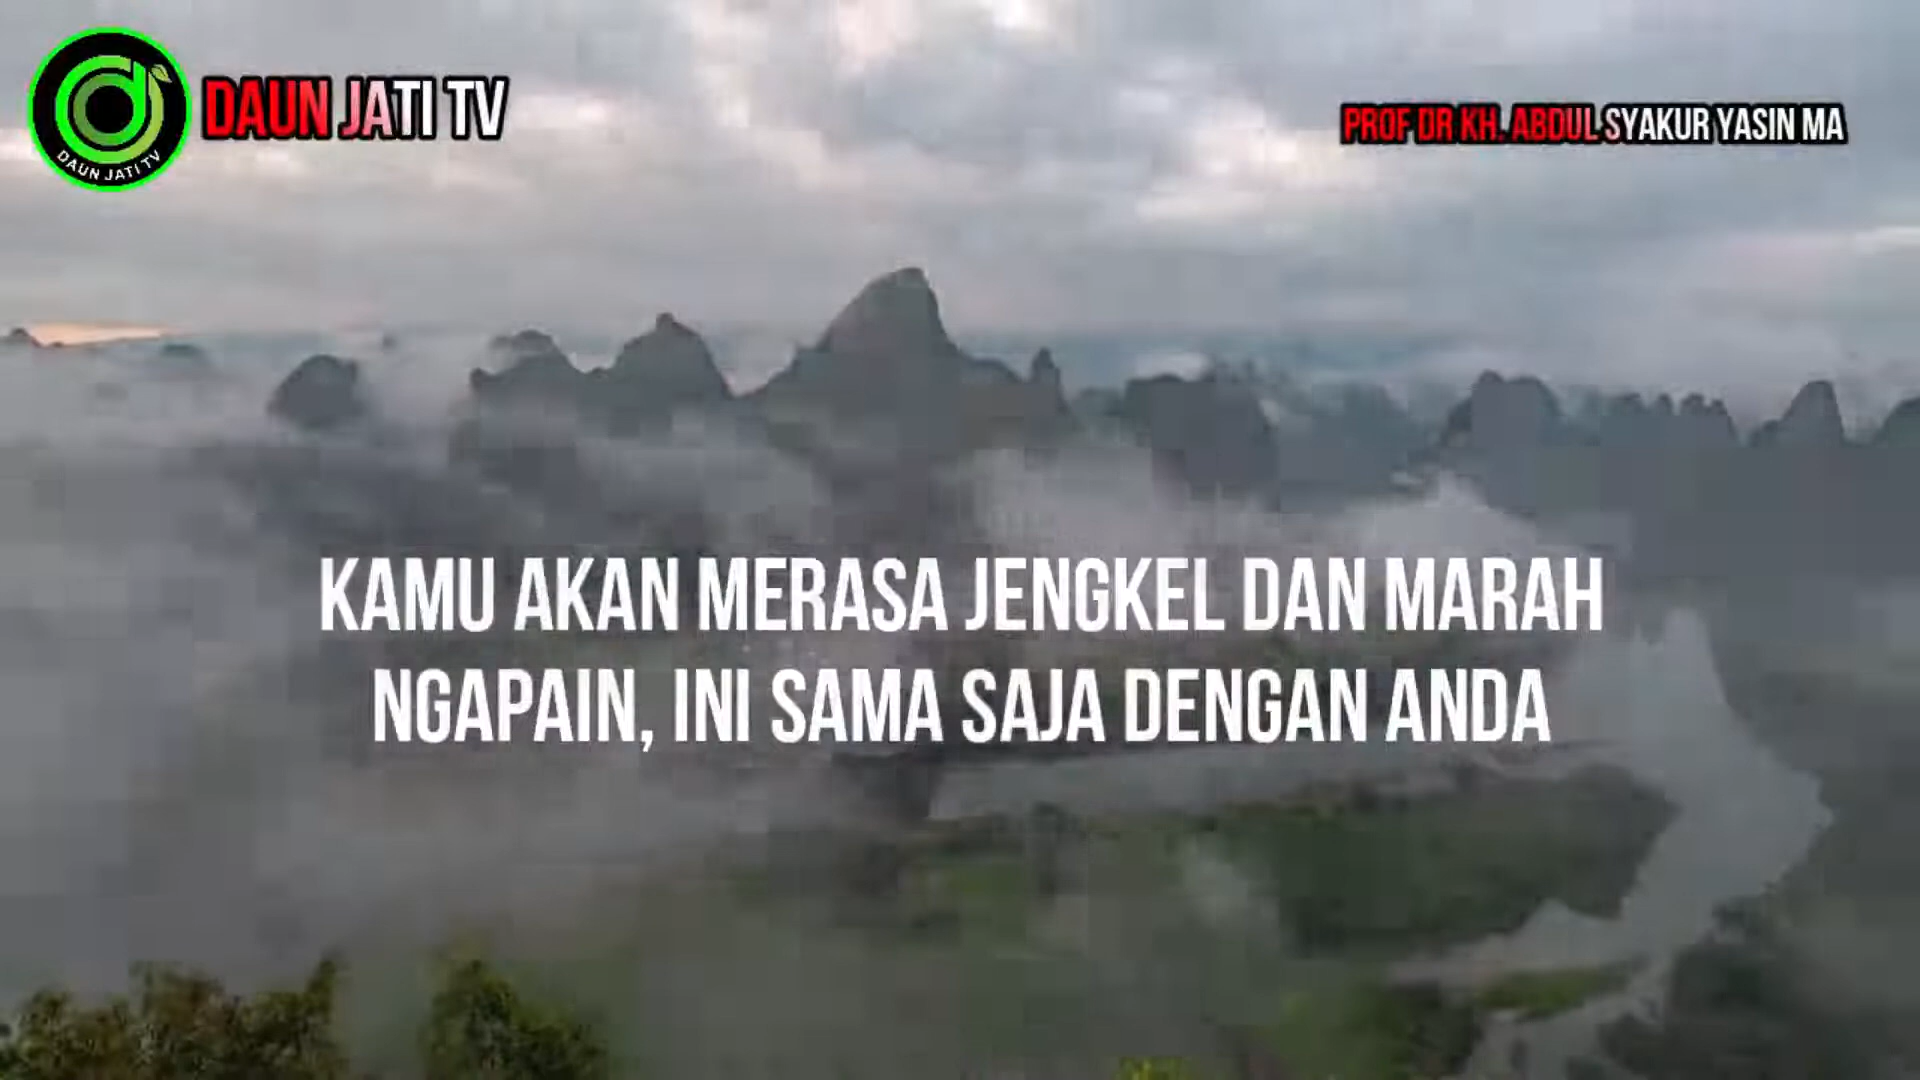 DAUN JATI TV
DAUN JATI TV
PROF DR KH. ABDUL SYAKUR YASIN MA
KAMU AKAN MERASA JENGKEL DAN MARAH
NGAPAIN, INI SAMA SAJA DENGAN ANDA